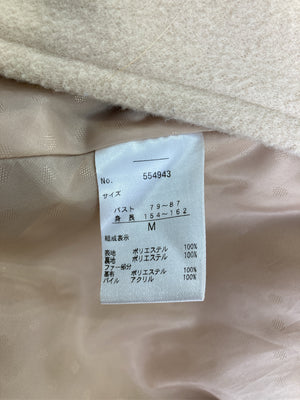 No. 554943
サイズ
バスト 79〜87
身長 154〜162
M
組成表示
表地 ポリエステル 100%
裏地 ポリエステル 100%
ファー部分
基布 ポリエステル 100%
パイル アクリル 100%